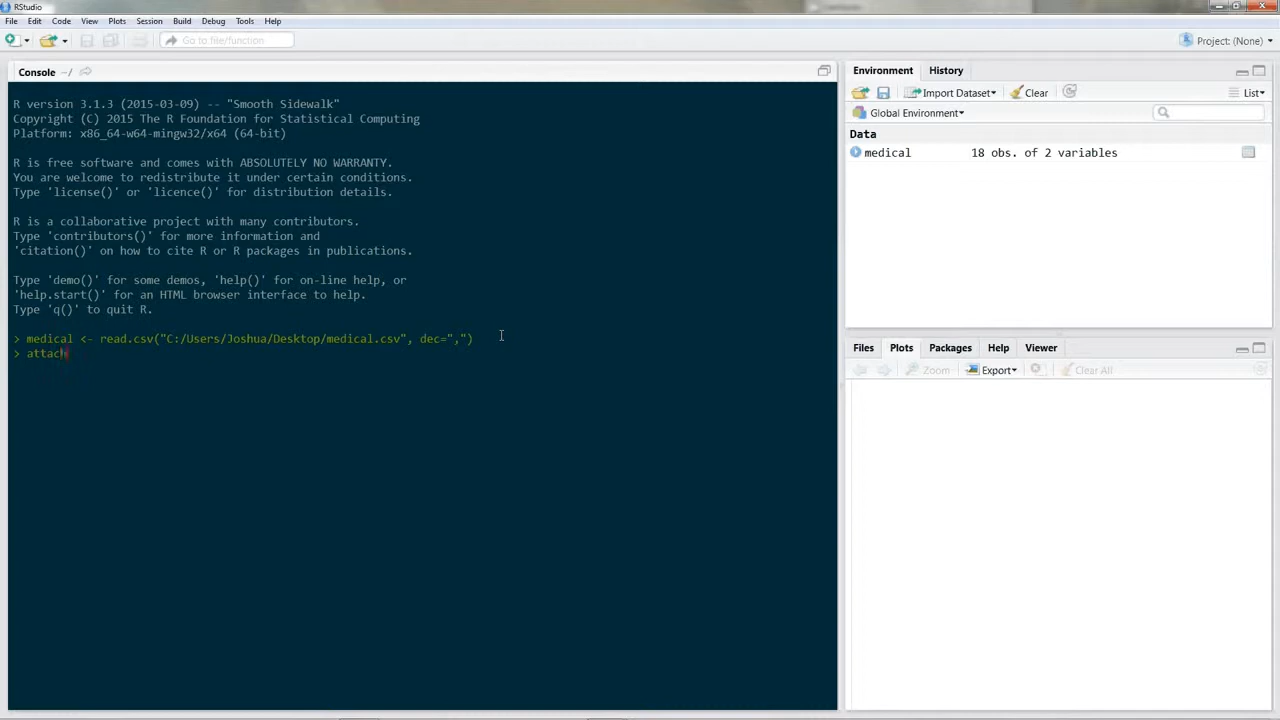 RStudio
File Edit Code View Plots Session Build Debug Tools Help
Go to file/function
Project: (None)
Console ~/
R version 3.1.3 (2015-03-09) -- "Smooth Sidewalk"
Copyright (C) 2015 The R Foundation for Statistical Computing
Platform: x86_64-w64-mingw32/x64 (64-bit)
R is free software and comes with ABSOLUTELY NO WARRANTY.
You are welcome to redistribute it under certain conditions.
Type 'license()' or 'licence()' for distribution details.
R is a collaborative project with many contributors.
Type 'contributors()' for more information and
'citation()' on how to cite R or R packages in publications.
Type 'demo()' for some demos, 'help()' for on-line help, or
'help.start()' for an HTML browser interface to help.
Type 'q()' to quit R.
> medical <- read.csv("C:/Users/Joshua/Desktop/medical.csv", dec=",")
> attach
Environment History
Import Dataset Clear List
Global Environment
Data
medical 18 obs. of 2 variables
Files Plots Packages Help Viewer
Zoom Export Clear All